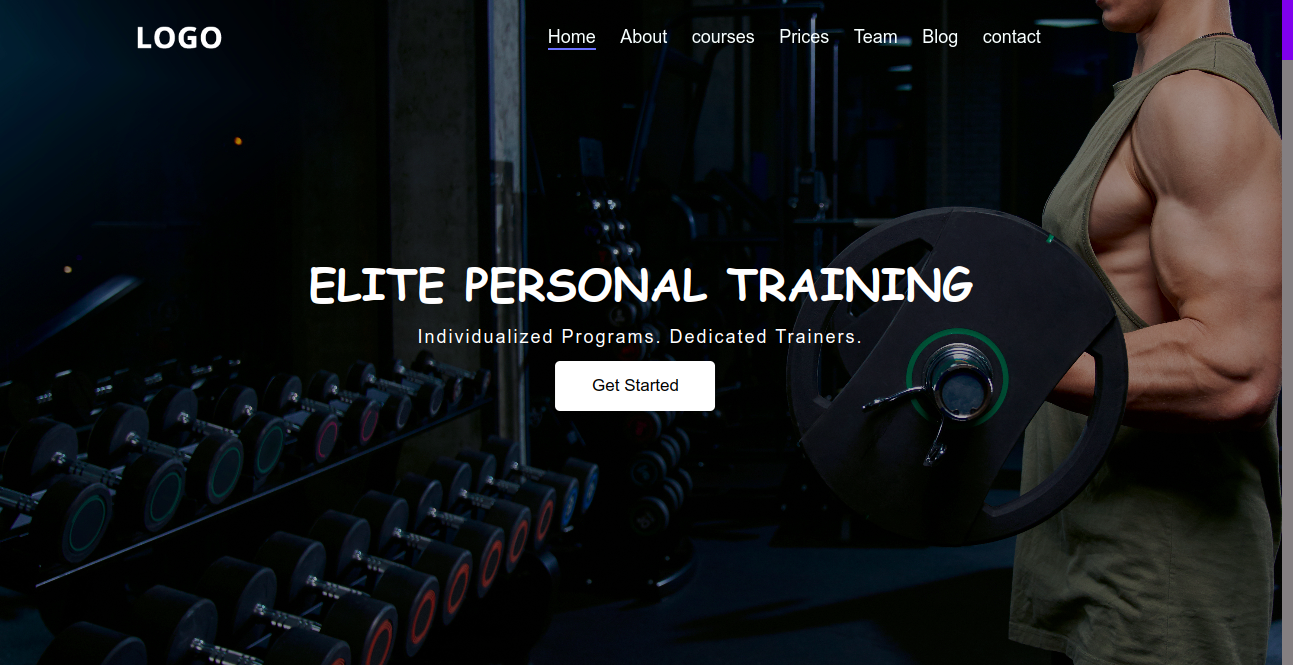 LOGO
Home About courses Prices Team Blog contact
ELITE PERSONAL TRAINING
Individualized Programs. Dedicated Trainers.
Get Started